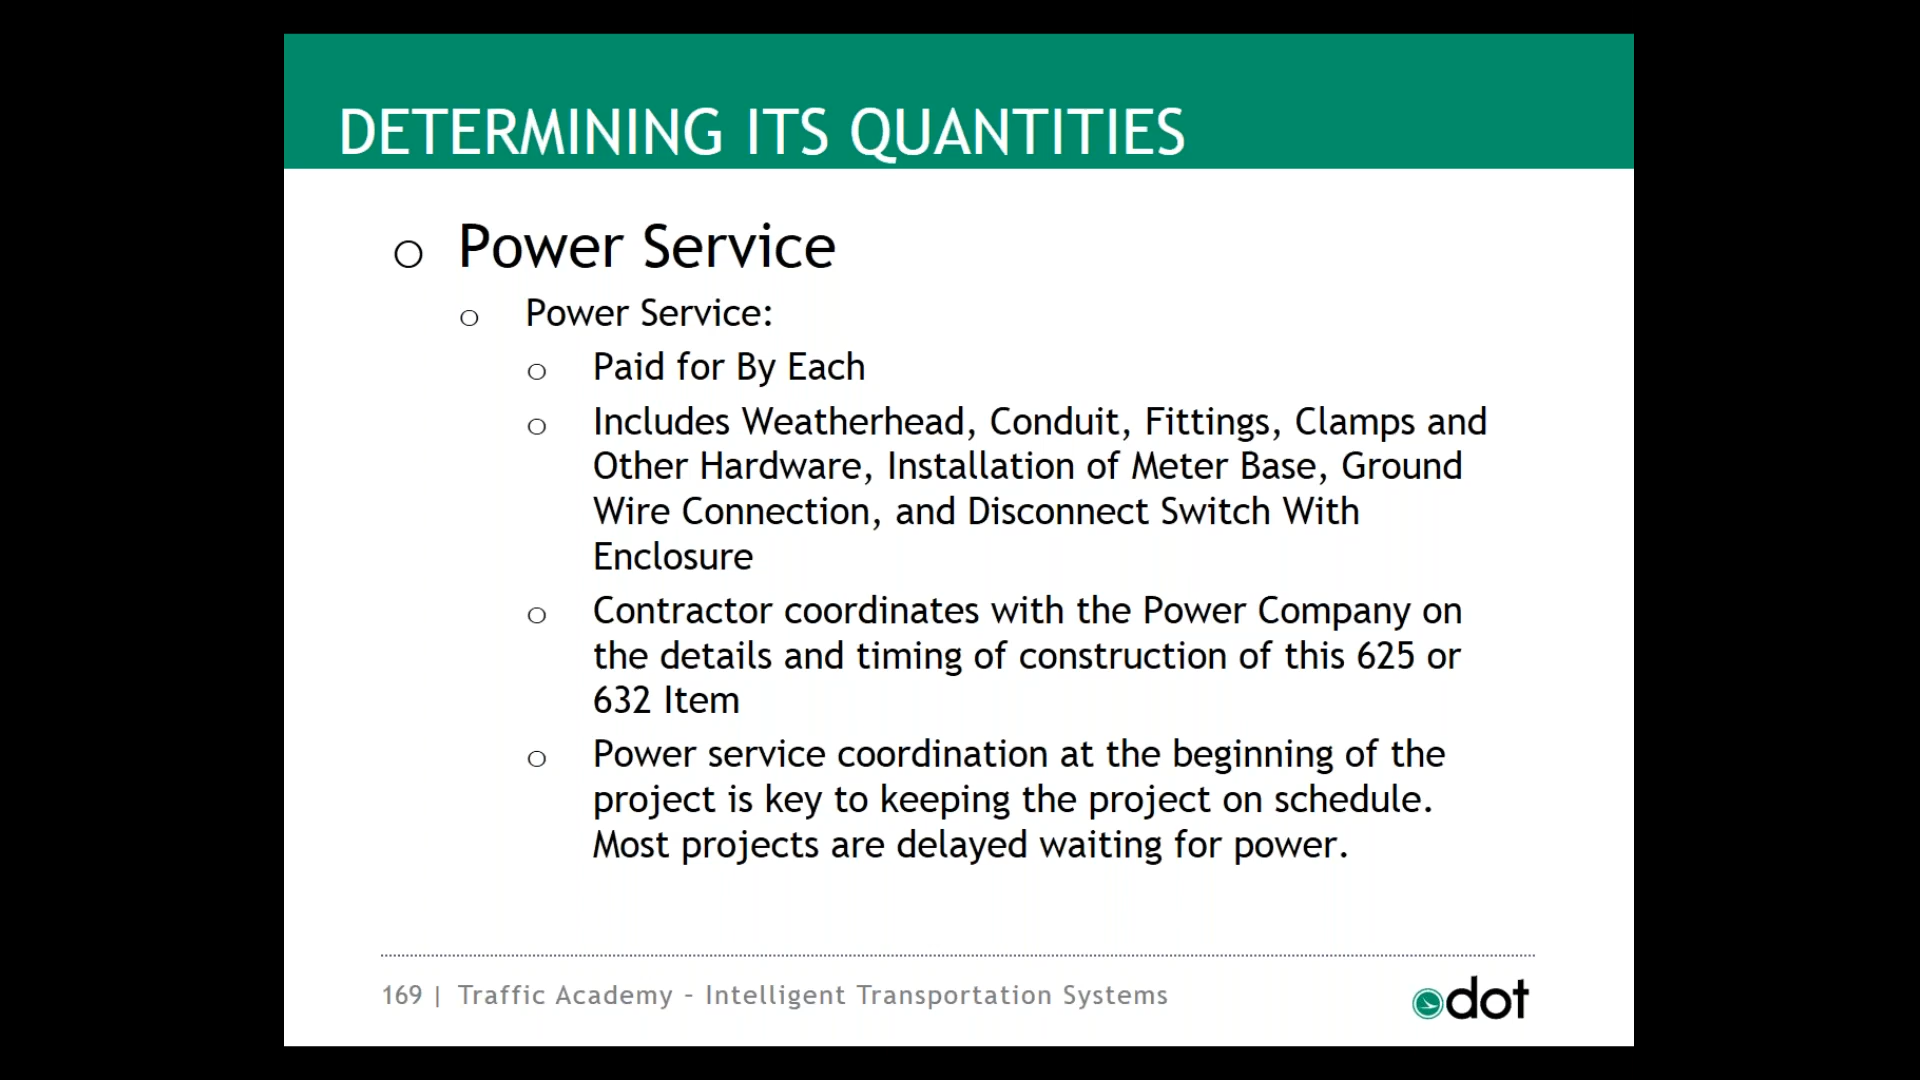 DETERMINING ITS QUANTITIES
Power Service
Power Service:
Paid for By Each
Includes Weatherhead, Conduit, Fittings, Clamps and
Other Hardware, Installation of Meter Base, Ground
Wire Connection, and Disconnect Switch With
Enclosure
Contractor coordinates with the Power Company on
the details and timing of construction of this 625 or
632 Item
Power service coordination at the beginning of the
project is key to keeping the project on schedule.
Most projects are delayed waiting for power.
169 | Traffic Academy - Intelligent Transportation Systems
odot